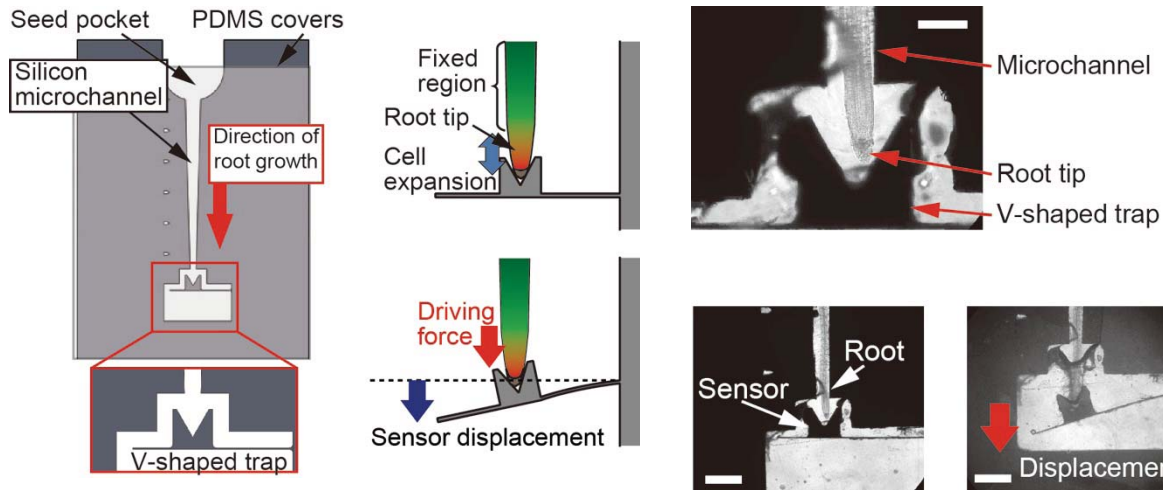 Seed pocket
PDMS covers
Silicon
microchannel
Direction of
root growth
V-shaped trap
Fixed
region
Root tip
Cell
expansion
Driving
force
Sensor displacement
Microchannel
Root tip
V-shaped trap
Root
Sensor
Displacemen